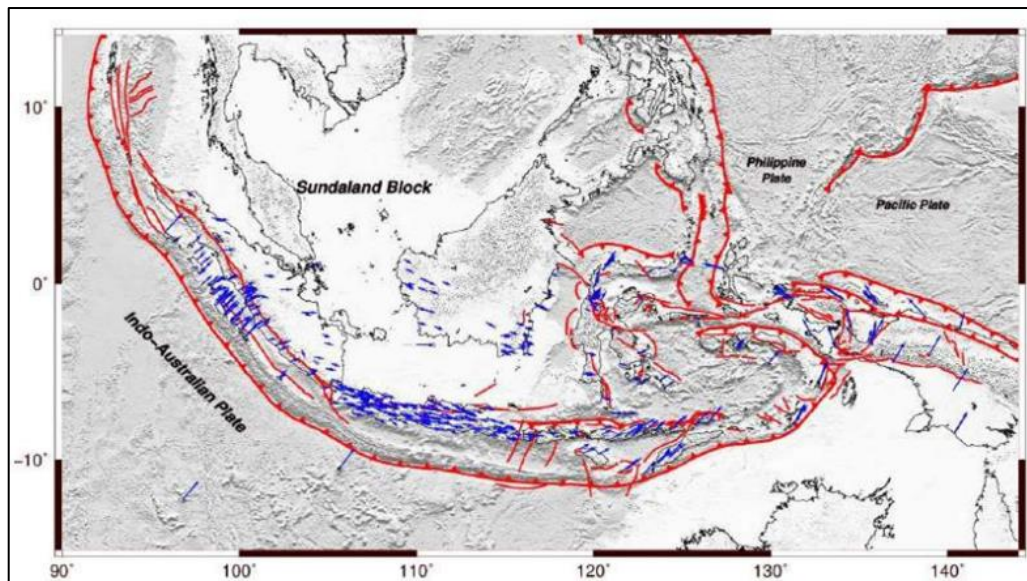 10°
0°
−10°
90°
100°
110°
120°
130°
140°
Sundaland Block
Philippine
Plate
Pacific Plate
Indo−Australian Plate